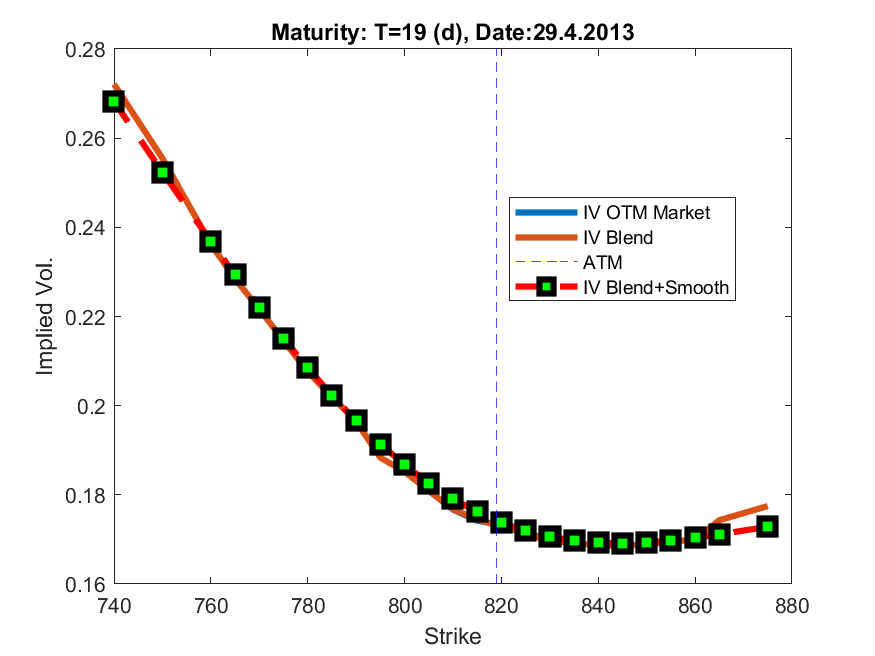 Maturity: T=19 (d), Date:29.4.2013
0.28
0.26
0.24
0.22
0.2
0.18
0.16
Implied Vol.
IV OTM Market
IV Blend
ATM
IV Blend+Smooth
740 760 780 800 820 840 860 880
Strike